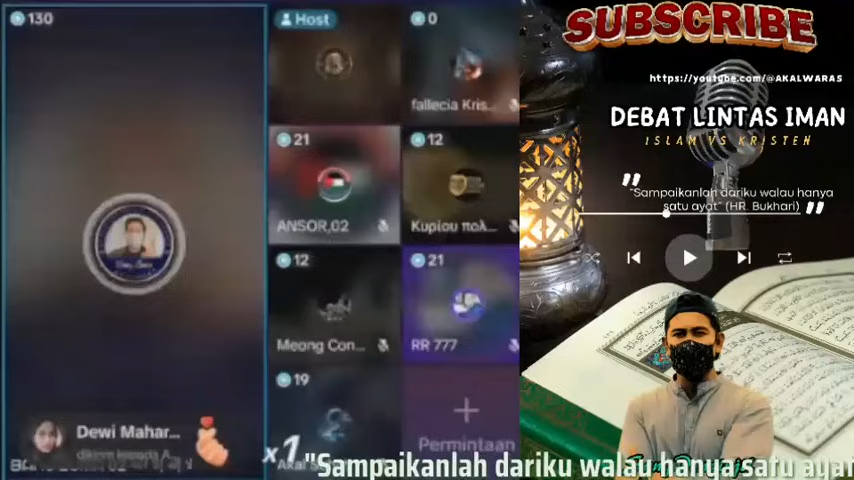 130
Host
0
fallecia Kris...
21
ANSOR,02
12
Kupiou πολ...
12
Meong Con...
21
RR 777
19
Permintaan
Dewi Mahar...
x1
SUBSCRIBE
https://youtube.com/@AKALWARAS
DEBAT LINTAS IMAN
ISLAM VS KRISTEN
"Sampaikanlah dariku walau hanya
satu ayat" (HR. Bukhari)
"Sampaikanlah dariku walau hanya satu ayat